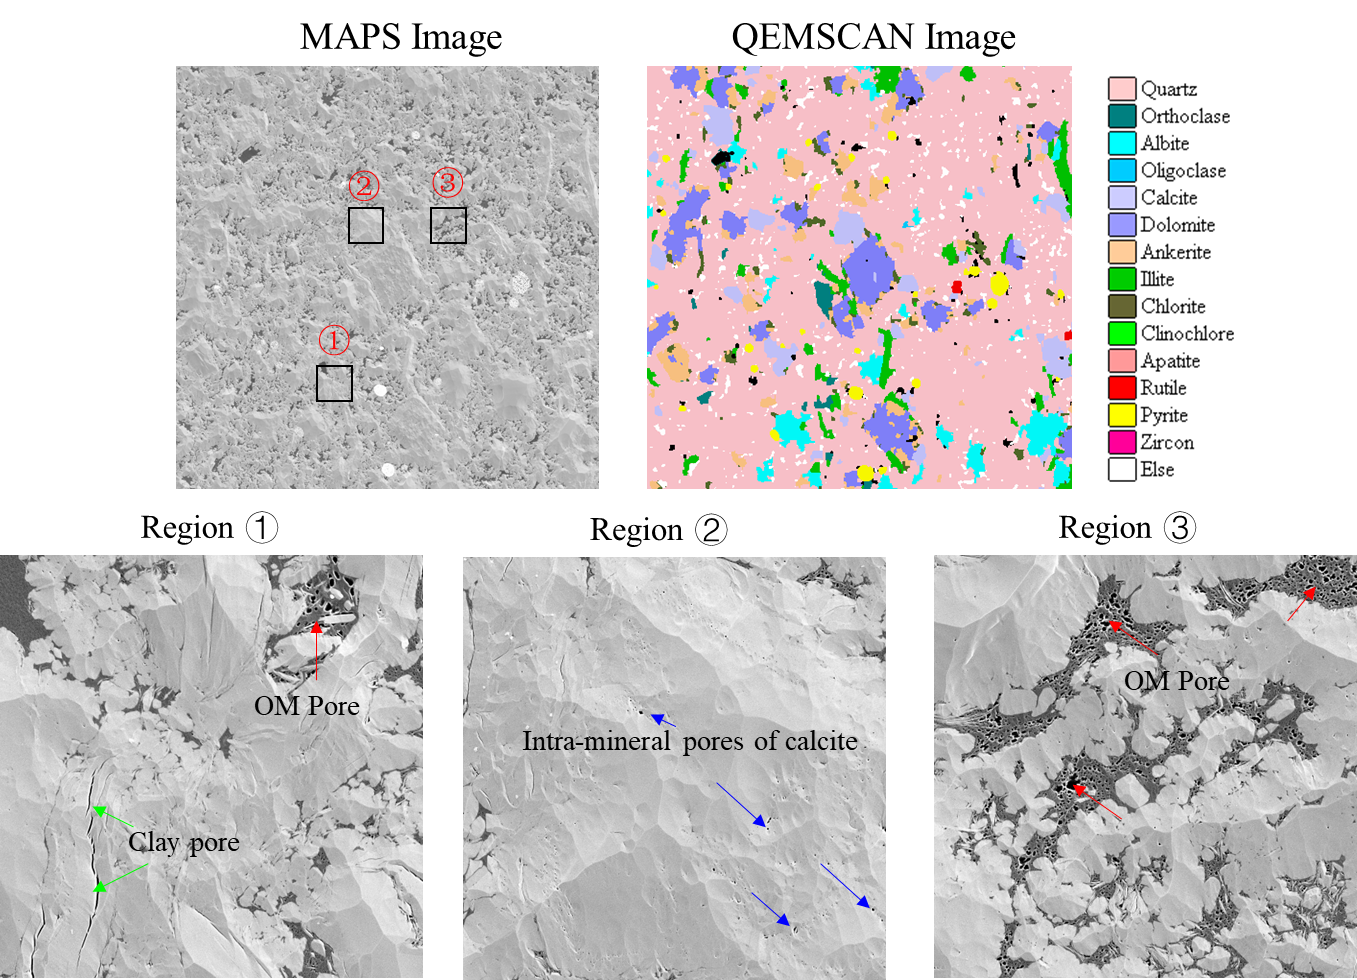 MAPS Image
QEMSCAN Image
②
③
①
Quartz
Orthoclase
Albite
Oligoclase
Calcite
Dolomite
Ankerite
Illite
Chlorite
Clinochlore
Apatite
Rutile
Pyrite
Zircon
Else
Region ①
Region ②
Region ③
OM Pore
Clay pore
Intra-mineral pores of calcite
OM Pore